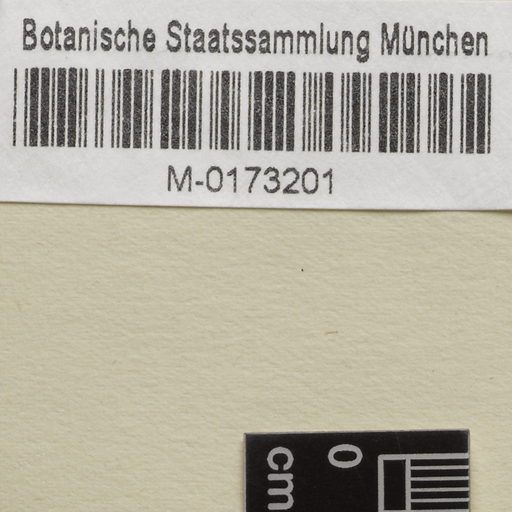 Botanische Staatssammlung München
M-0173201
0
cm